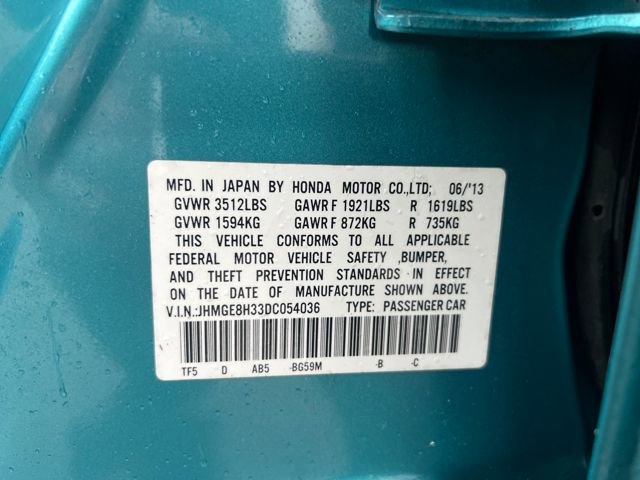 MFD. IN JAPAN BY HONDA MOTOR CO.,LTD; 06/'13
GVWR 3512LBS GAWR F 1921LBS R 1619LBS
GVWR 1594KG GAWR F 872KG R 735KG
THIS VEHICLE CONFORMS TO ALL APPLICABLE
FEDERAL MOTOR VEHICLE SAFETY ,BUMPER,
AND THEFT PREVENTION STANDARDS · IN EFFECT
ON THE DATE OF MANUFACTURE SHOWN ABOVE.
V.I.N.:JHMGE8H33DC054036 TYPE: PASSENGER CAR
TF5 D AB5 -BG59M -B -C